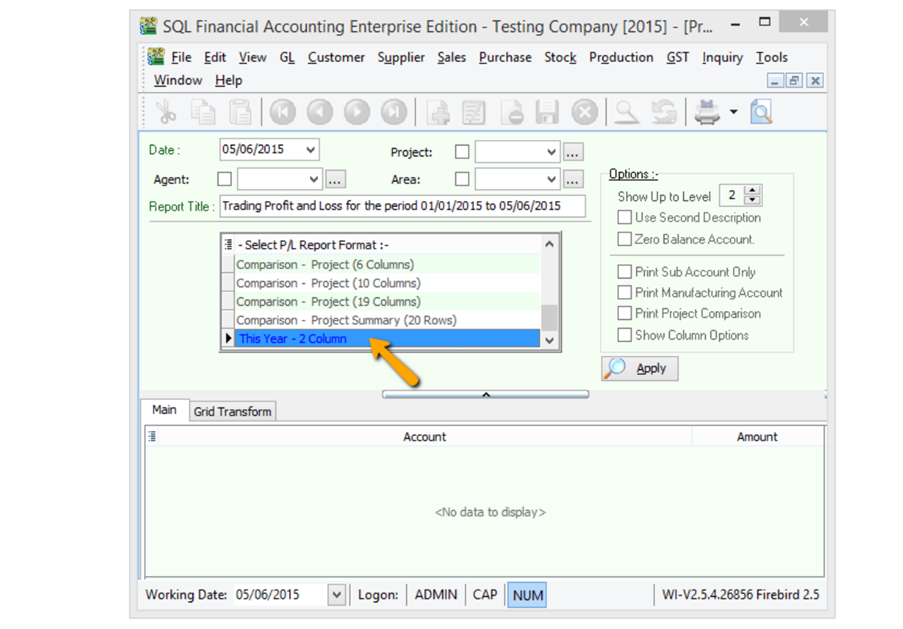 SQL Financial Accounting Enterprise Edition - Testing Company [2015] - [Pr...
File Edit View GL Customer Supplier Sales Purchase Stock Production GST Inquiry Tools
Window Help
Date : 05/06/2015 Project: ...
Agent: ... Area: ...
Report Title : Trading Profit and Loss for the period 01/01/2015 to 05/06/2015
Options :-
Show Up to Level 2
Use Second Description
Zero Balance Account.
Print Sub Account Only
Print Manufacturing Account
Print Project Comparison
Show Column Options
Apply
- Select P/L Report Format :-
Comparison - Project (6 Columns)
Comparison - Project (10 Columns)
Comparison - Project (19 Columns)
Comparison - Project Summary (20 Rows)
This Year - 2 Column
Main Grid Transform
Account Amount
<No data to display>
Working Date: 05/06/2015 Logon: ADMIN CAP NUM WI-V2.5.4.26856 Firebird 2.5